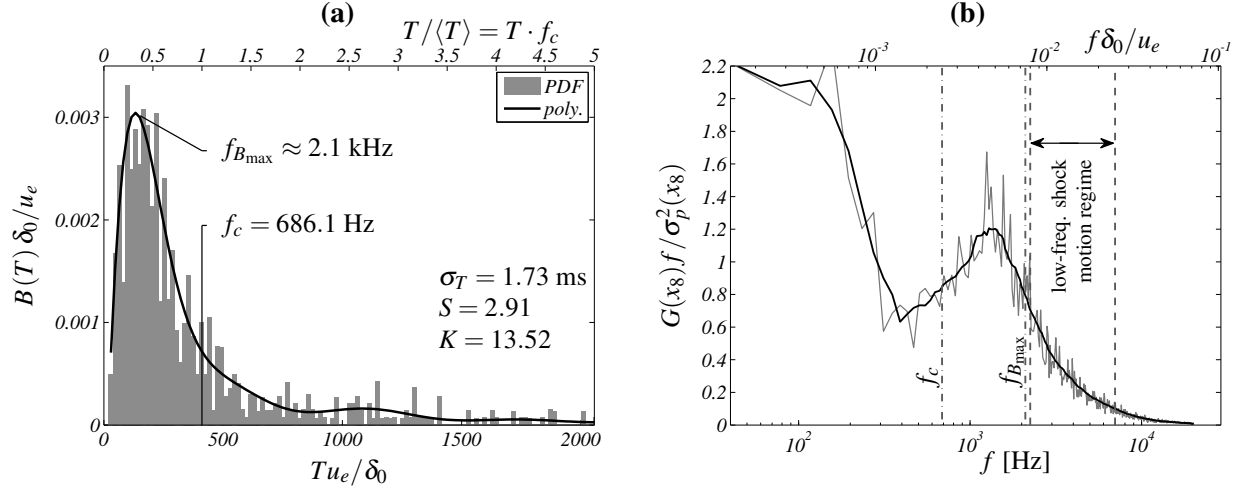 (a)
T/⟨T⟩ = T · f_c
0 0.5 1 1.5 2 2.5 3 3.5 4 4.5 5
PDF
poly.
f_{B_max} ≈ 2.1 kHz
f_c = 686.1 Hz
σ_T = 1.73 ms
S = 2.91
K = 13.52
B(T) δ_0/u_e
0.003
0.002
0.001
0
0 500 1000 1500 2000
T u_e/δ_0
(b)
10^{-3} 10^{-2} fδ_0/u_e 10^{-1}
2.2
2
1.8
1.6
1.4
1.2
1
0.8
0.6
0.4
0.2
0
G(x_8) f/σ_p^2(x_8)
low-freq. shock
motion regime
f_c
f_{B_max}
10^2 10^3 10^4
f [Hz]